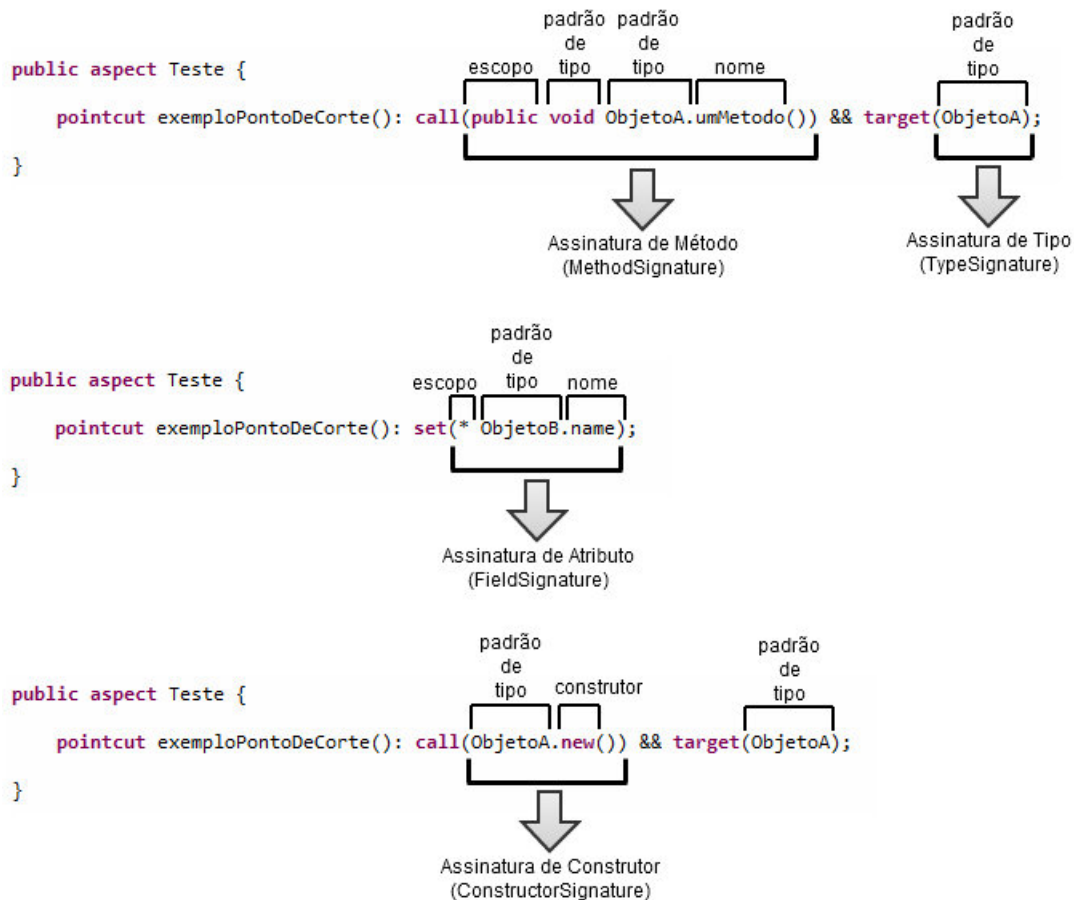 padrão padrão padrão
de de de
escopo tipo tipo nome tipo
public aspect Teste {
pointcut exemploPontoDeCorte(): call(public void ObjetoA.umMetodo()) && target(ObjetoA);
}
Assinatura de Método Assinatura de Tipo
(MethodSignature) (TypeSignature)
padrão
de
public aspect Teste { escopo tipo nome
pointcut exemploPontoDeCorte(): set(* ObjetoB.name);
}
Assinatura de Atributo
(FieldSignature)
padrão padrão
de de
public aspect Teste { tipo construtor tipo
pointcut exemploPontoDeCorte(): call(ObjetoA.new()) && target(ObjetoA);
}
Assinatura de Construtor
(ConstructorSignature)